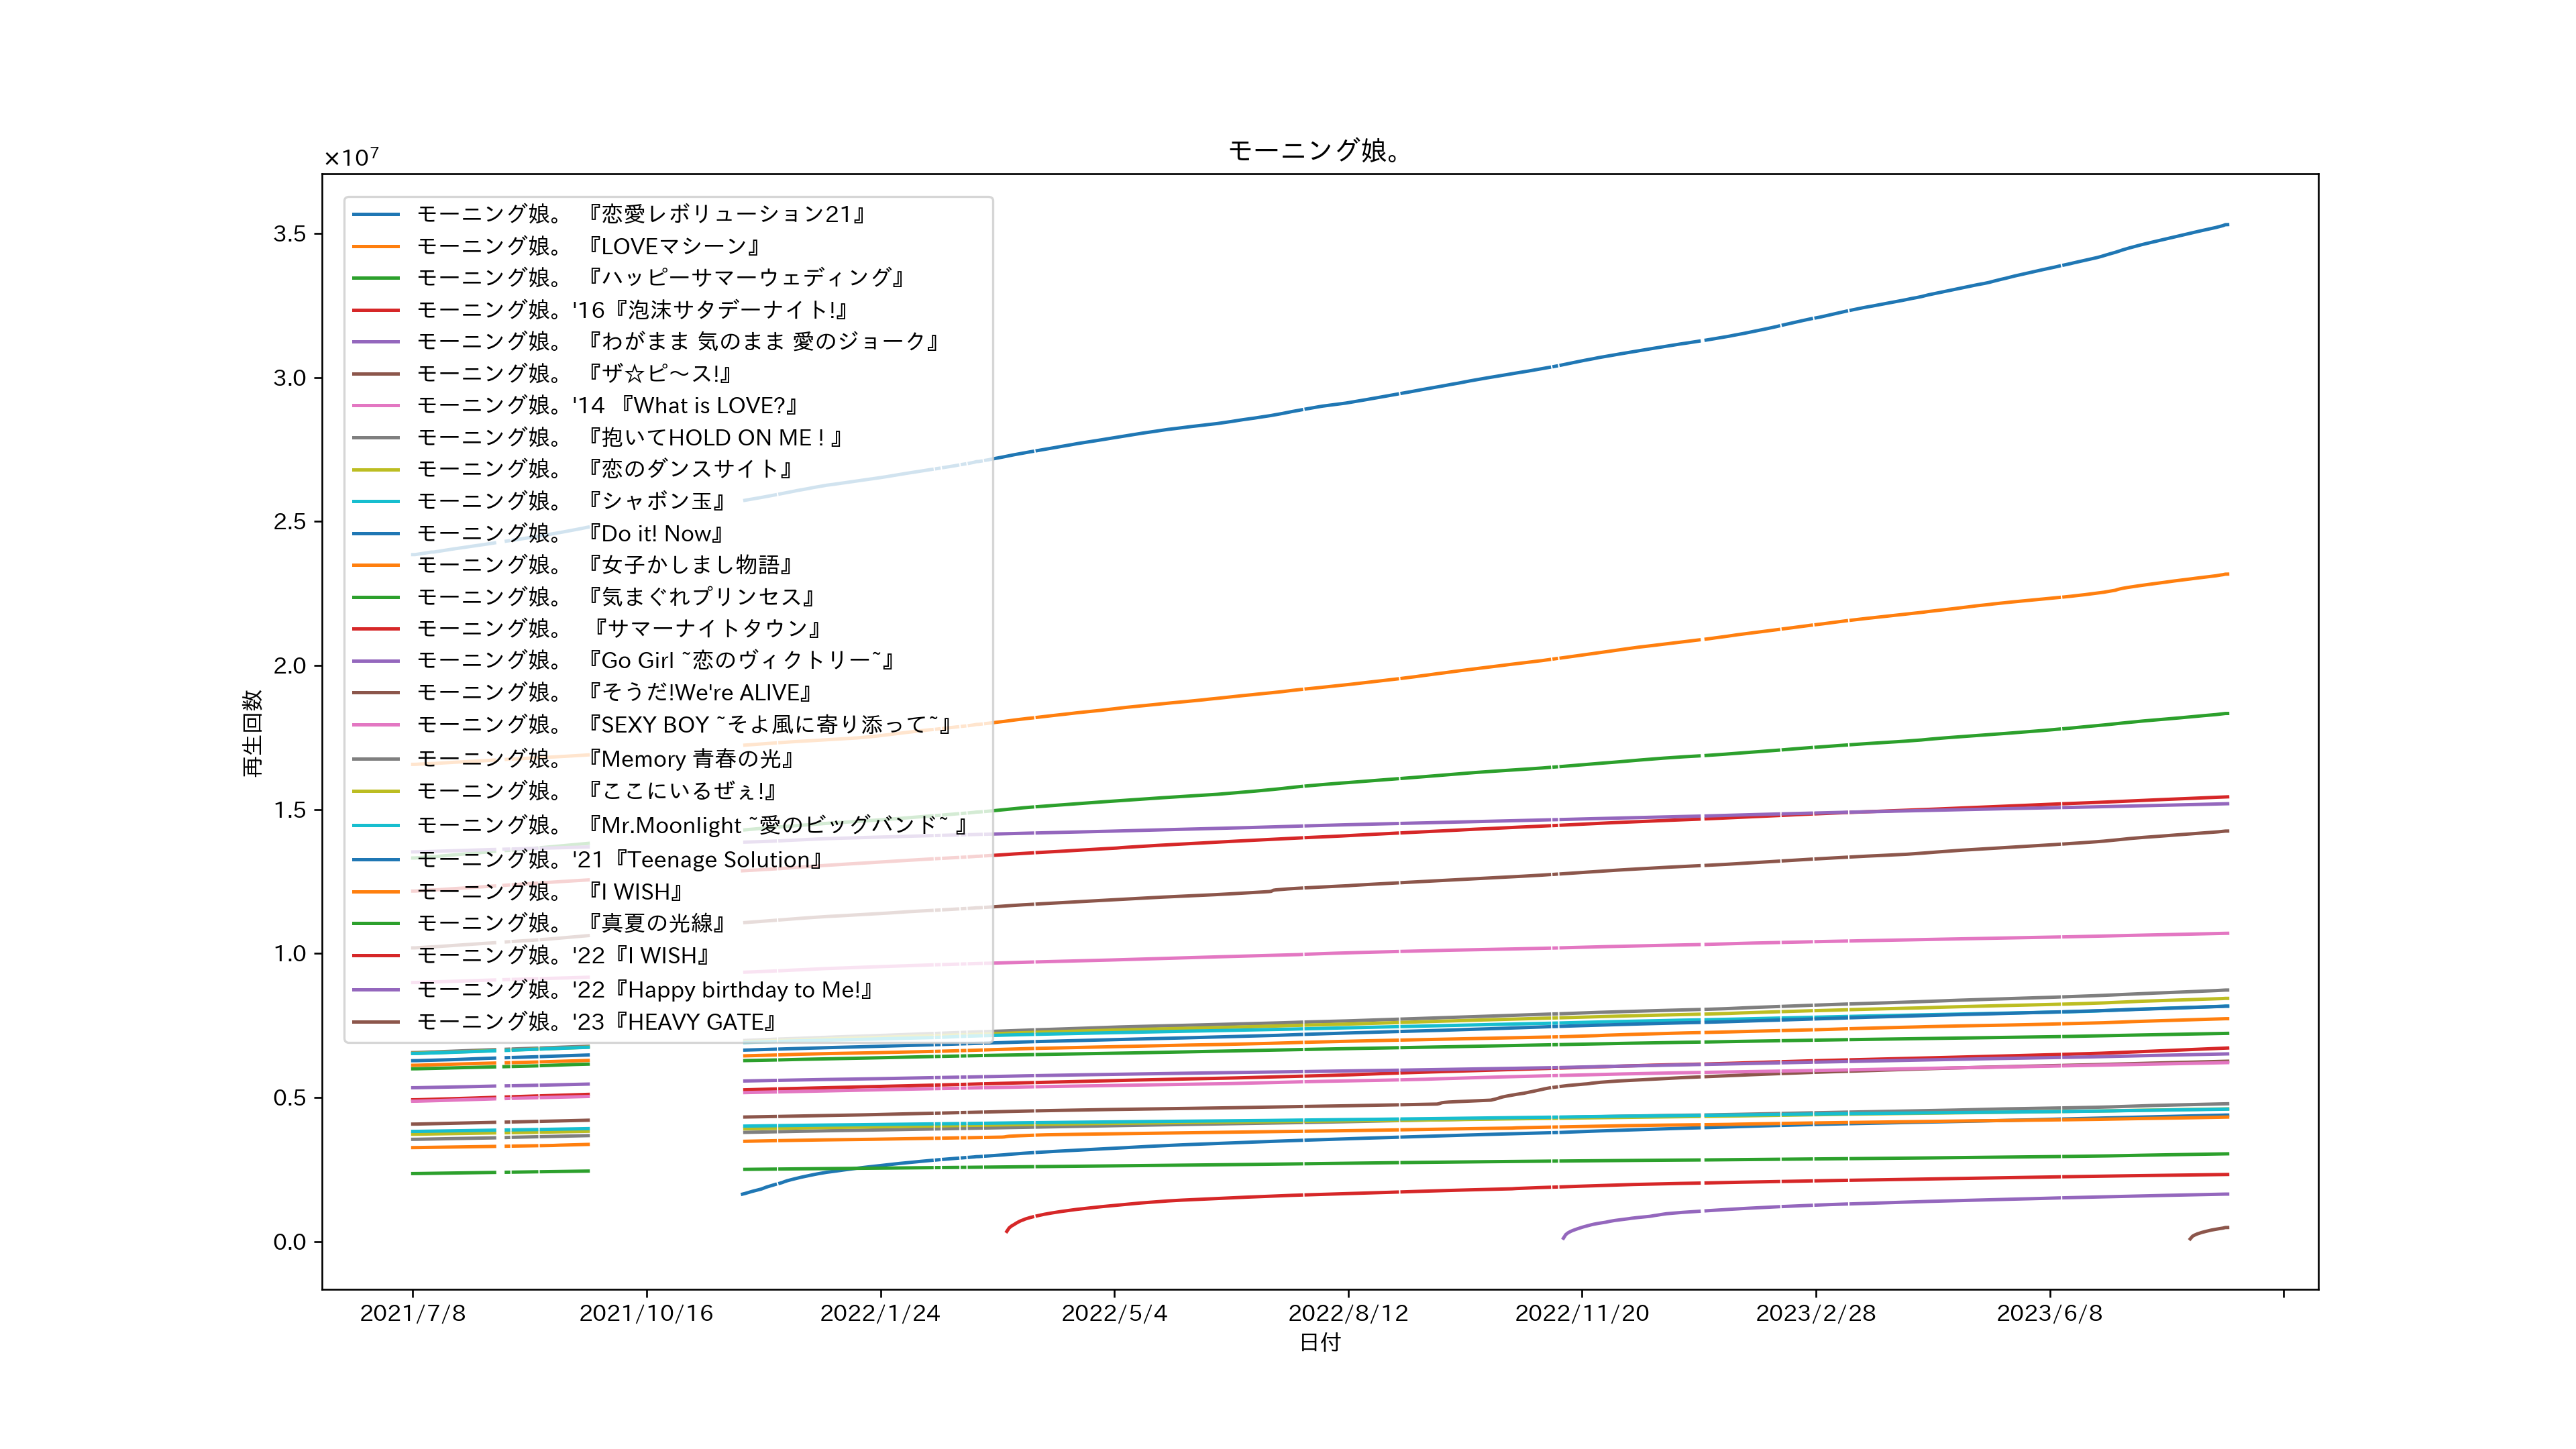 モーニング娘。
×10⁷
モーニング娘。 『恋愛レボリューション21』
モーニング娘。 『LOVEマシーン』
モーニング娘。 『ハッピーサマーウェディング』
モーニング娘。'16『泡沫サタデーナイト!』
モーニング娘。 『わがまま 気のまま 愛のジョーク』
モーニング娘。 『ザ☆ピ〜ス!』
モーニング娘。'14 『What is LOVE?』
モーニング娘。 『抱いてHOLD ON ME ! 』
モーニング娘。 『恋のダンスサイト』
モーニング娘。 『シャボン玉』
モーニング娘。 『Do it! Now』
モーニング娘。 『女子かしまし物語』
モーニング娘。 『気まぐれプリンセス』
モーニング娘。 『サマーナイトタウン』
モーニング娘。 『Go Girl ~恋のヴィクトリー~』
モーニング娘。 『そうだ!We're ALIVE』
モーニング娘。 『SEXY BOY ~そよ風に寄り添って~』
モーニング娘。 『Memory 青春の光』
モーニング娘。 『ここにいるぜぇ!』
モーニング娘。 『Mr.Moonlight ~愛のビッグバンド~ 』
モーニング娘。'21『Teenage Solution』
モーニング娘。 『I WISH』
モーニング娘。 『真夏の光線』
モーニング娘。'22『I WISH』
モーニング娘。'22『Happy birthday to Me!』
モーニング娘。'23『HEAVY GATE』
3.5
3.0
2.5
2.0
1.5
1.0
0.5
0.0
再生回数
2021/7/8
2021/10/16
2022/1/24
2022/5/4
2022/8/12
2022/11/20
2023/2/28
2023/6/8
日付